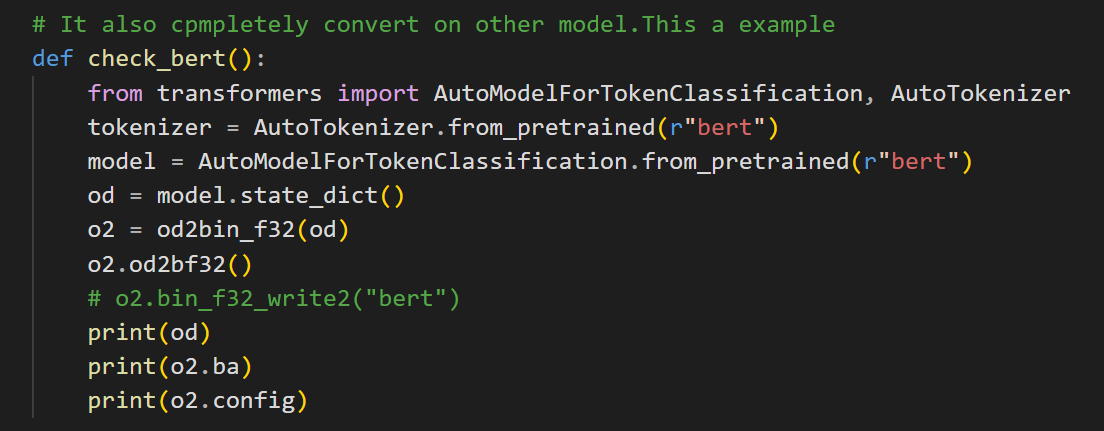 # It also cpmpletely convert on other model.This a example
def check_bert():
    from transformers import AutoModelForTokenClassification, AutoTokenizer
    tokenizer = AutoTokenizer.from_pretrained(r"bert")
    model = AutoModelForTokenClassification.from_pretrained(r"bert")
    od = model.state_dict()
    o2 = od2bin_f32(od)
    o2.od2bf32()
    # o2.bin_f32_write2("bert")
    print(od)
    print(o2.ba)
    print(o2.config)